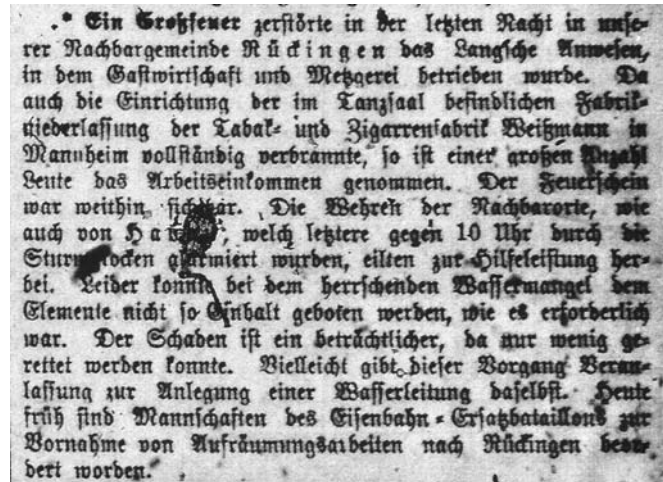 .* Ein Großfeuer zerstörte in der letzten Nacht in unse-
rer Nachbargemeinde Rückingen das Langsche Anwesen,
in dem Gastwirtschaft und Metzgerei betrieben wurde. Da
auch die Einrichtung der im Tanzsaal befindlichen Fabrik-
niederlassung der Tabak- und Zigarrenfabrik Weißmann in
Mannheim vollständig verbrannte, so ist einer großen Anzahl
Leute das Arbeitseinkommen genommen. Der Feuerschein
war weithin sichtbar. Die Wehren der Nachbarorte, wie
auch von , welch letztere gegen 10 Uhr durch die
Sturmglocken alarmiert wurden, eilten zur Hilfeleistung her-
bei. Leider konnte bei dem herrschenden Wassermangel dem
Elemente nicht so Einhalt geboten werden, wie es erforderlich
war. Der Schaden ist ein beträchtlicher, da nur wenig ge-
rettet werden konnte. Vielleicht gibt dieser Vorgang Veran-
lassung zur Anlegung einer Wasserleitung daselbst. Heute
früh sind Mannschaften des Eisenbahn-Ersatzbataillons zur
Vornahme von Aufräumungsarbeiten nach Rückingen beor-
dert worden.